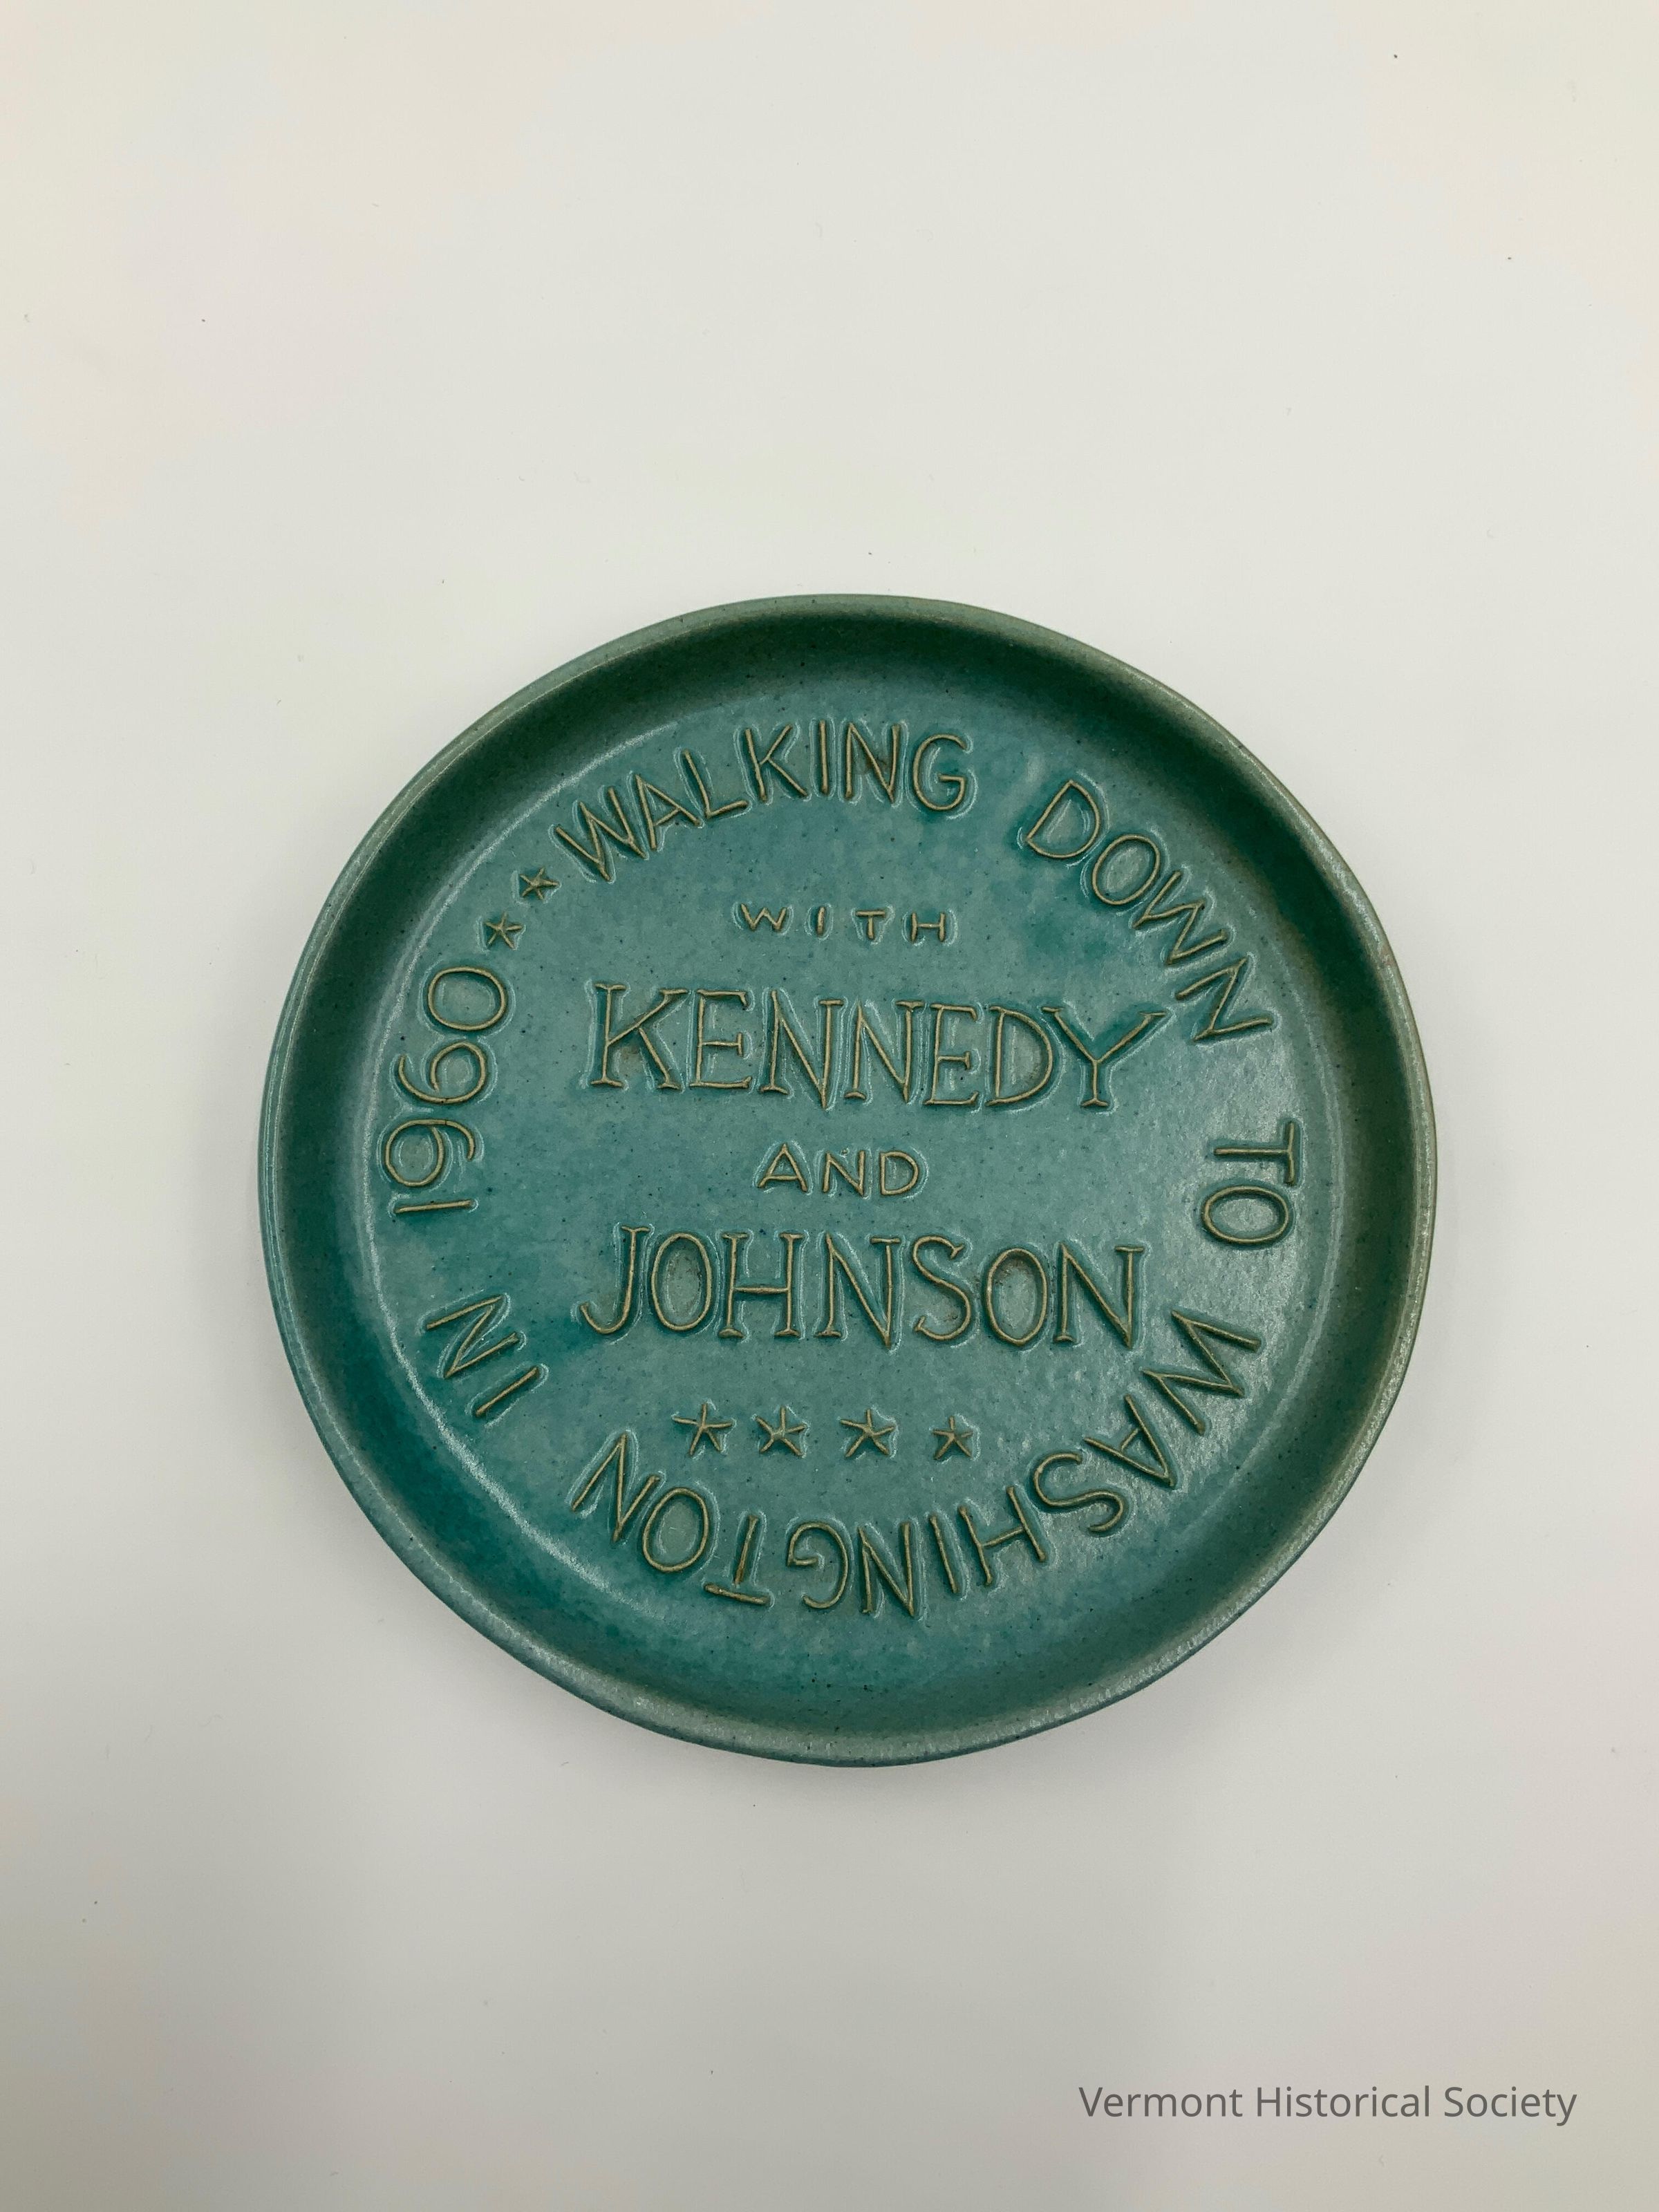 WALKING DOWN TO WASHINGTON IN 1960
WITH
KENNEDY
AND
JOHNSON
Vermont Historical Society